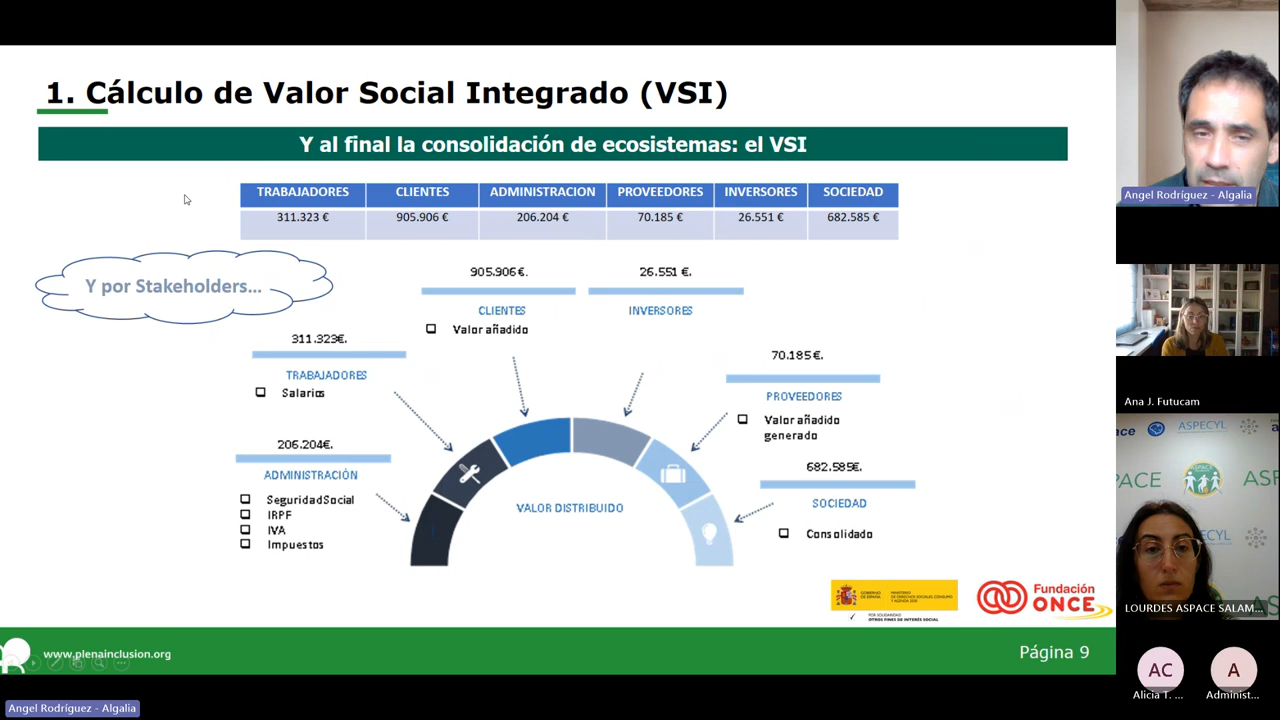 1. Cálculo de Valor Social Integrado (VSI)
Y al final la consolidación de ecosistemas: el VSI
TRABAJADORES CLIENTES ADMINISTRACION PROVEEDORES INVERSORES SOCIEDAD
311.323 € 905.906 € 206.204 € 70.185 € 26.551 € 682.585 €
Y por Stakeholders...
905.906 €.
CLIENTES
Valor añadido
26.551 €.
INVERSORES
311.323€.
TRABAJADORES
Salarios
70.185 €.
PROVEEDORES
Valor añadido
generado
206.204€.
ADMINISTRACIÓN
Seguridad Social
IRPF
IVA
Impuestos
682.585€.
SOCIEDAD
Consolidado
VALOR DISTRIBUIDO
GOBIERNO
DE ESPAÑA
MINISTERIO
DE DERECHOS SOCIALES, CONSUMO
Y AGENDA 2030
POR SOLIDARIDAD
OTROS FINES DE INTERÉS SOCIAL
Fundación
ONCE
www.plenainclusion.org
Página 9
Angel Rodríguez - Algalia
Angel Rodríguez - Algalia
Ana J. Futucam
ASPECYL
ASPACE
LOURDES ASPACE SALAM...
AC
A
Alicia T. ...
Administ...